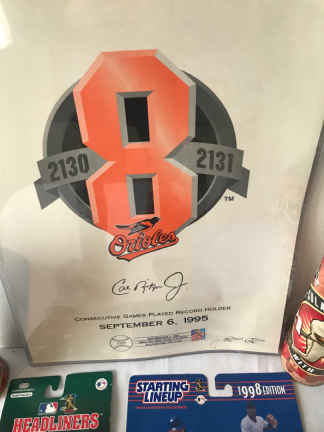 8
2130
2131
TM
Orioles
Cal Ripken Jr.
CONSECUTIVE GAMES PLAYED RECORD HOLDER
SEPTEMBER 6, 1995
HEADLINERS
STARTING
LINEUP
1998 EDITION
WITH